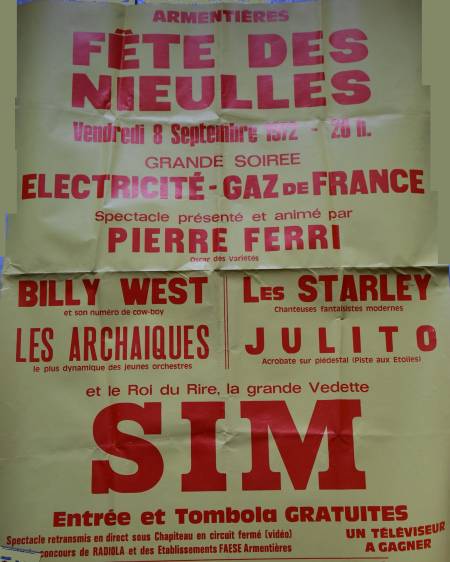 ARMENTIÈRES
FÊTE DES
NIEULLES
Vendredi 8 Septembre 1972 - 20 h.
GRANDE SOIREE
ELECTRICITÉ - GAZ DE FRANCE
Spectacle présenté et animé par
PIERRE FERRI
Oscar des Variétés
BILLY WEST
et son numéro de cow-boy
LES STARLEY
Chanteuses fantaisistes modernes
LES ARCHAIQUES
le plus dynamique des jeunes orchestres
JULITO
Acrobate sur piédestal (Piste aux Etoiles)
et le Roi du Rire, la grande Vedette
SIM
Entrée et Tombola GRATUITES
Spectacle retransmis en direct sous Chapiteau en circuit fermé (vidéo)
concours de RADIOLA et des Etablissements FAESE Armentières
UN TÉLÉVISEUR
A GAGNER